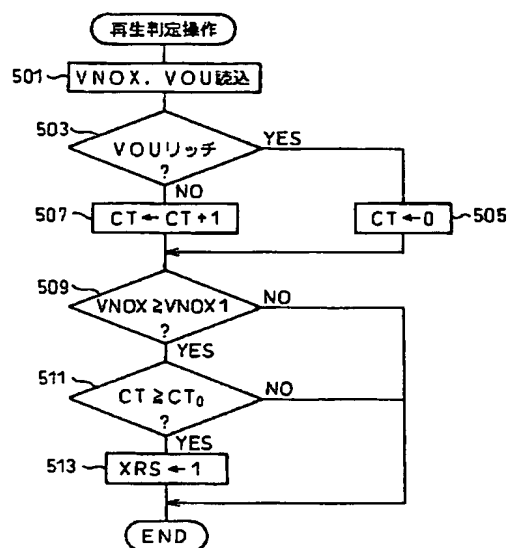 再生判定操作
501
VNOX. VOU読込
503
VOUリッチ
?
YES
NO
507
CT←CT+1
CT←0
505
509
VNOX≧VNOX1
?
NO
YES
511
CT≧CT₀
?
NO
YES
513
XRS←1
END